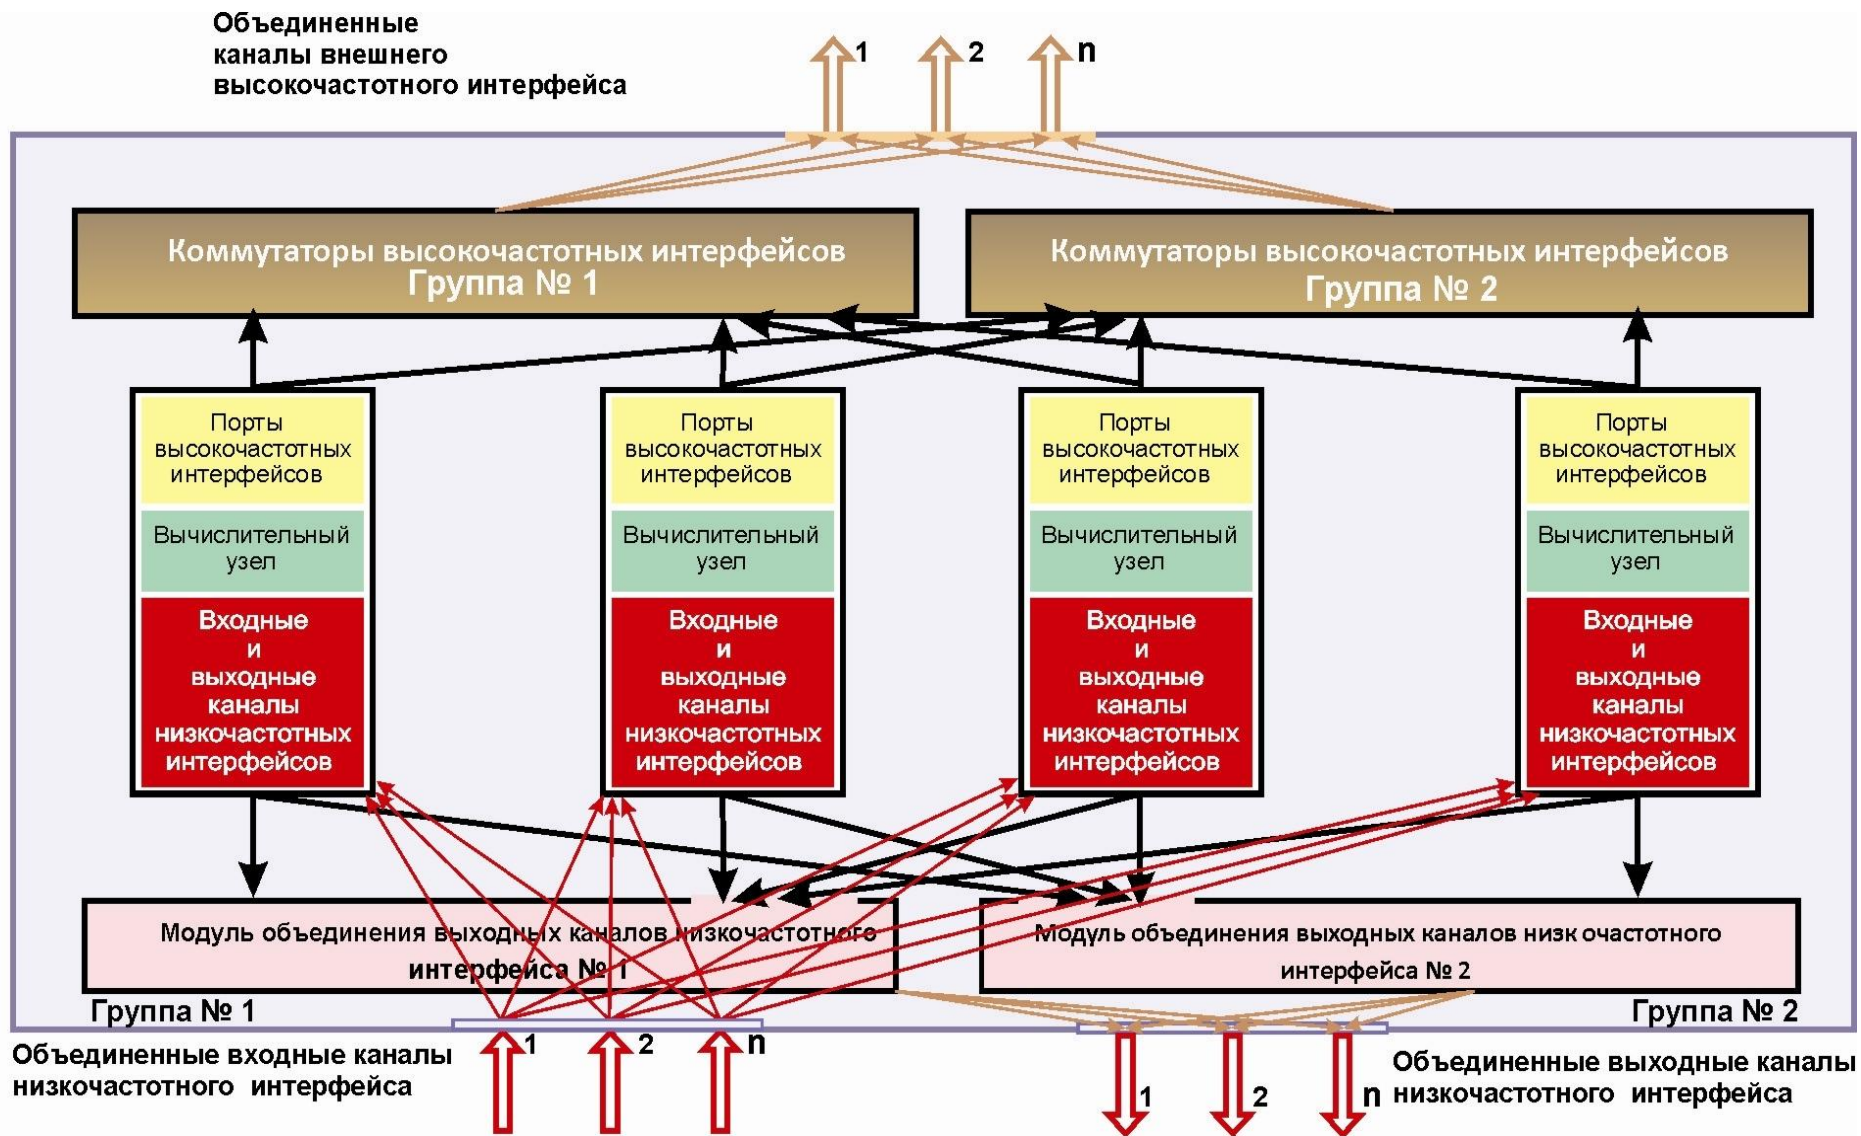 Объединенные
каналы внешнего
высокочастотного интерфейса
1
2
n
Коммутаторы высокочастотных интерфейсов
Группа № 1
Коммутаторы высокочастотных интерфейсов
Группа № 2
Порты
высокочастотных
интерфейсов
Вычислительный
узел
Входные
и
выходные
каналы
низкочастотных
интерфейсов
Порты
высокочастотных
интерфейсов
Вычислительный
узел
Входные
и
выходные
каналы
низкочастотных
интерфейсов
Порты
высокочастотных
интерфейсов
Вычислительный
узел
Входные
и
выходные
каналы
низкочастотных
интерфейсов
Порты
высокочастотных
интерфейсов
Вычислительный
узел
Входные
и
выходные
каналы
низкочастотных
интерфейсов
Модуль объединения выходных каналов низкочастотного
интерфейса № 1
Модуль объединения выходных каналов низк очастотного
интерфейса № 2
Группа № 1
Группа № 2
Объединенные входные каналы
низкочастотного интерфейса
1
2
n
1
2
n
Объединенные выходные каналы
низкочастотного интерфейса